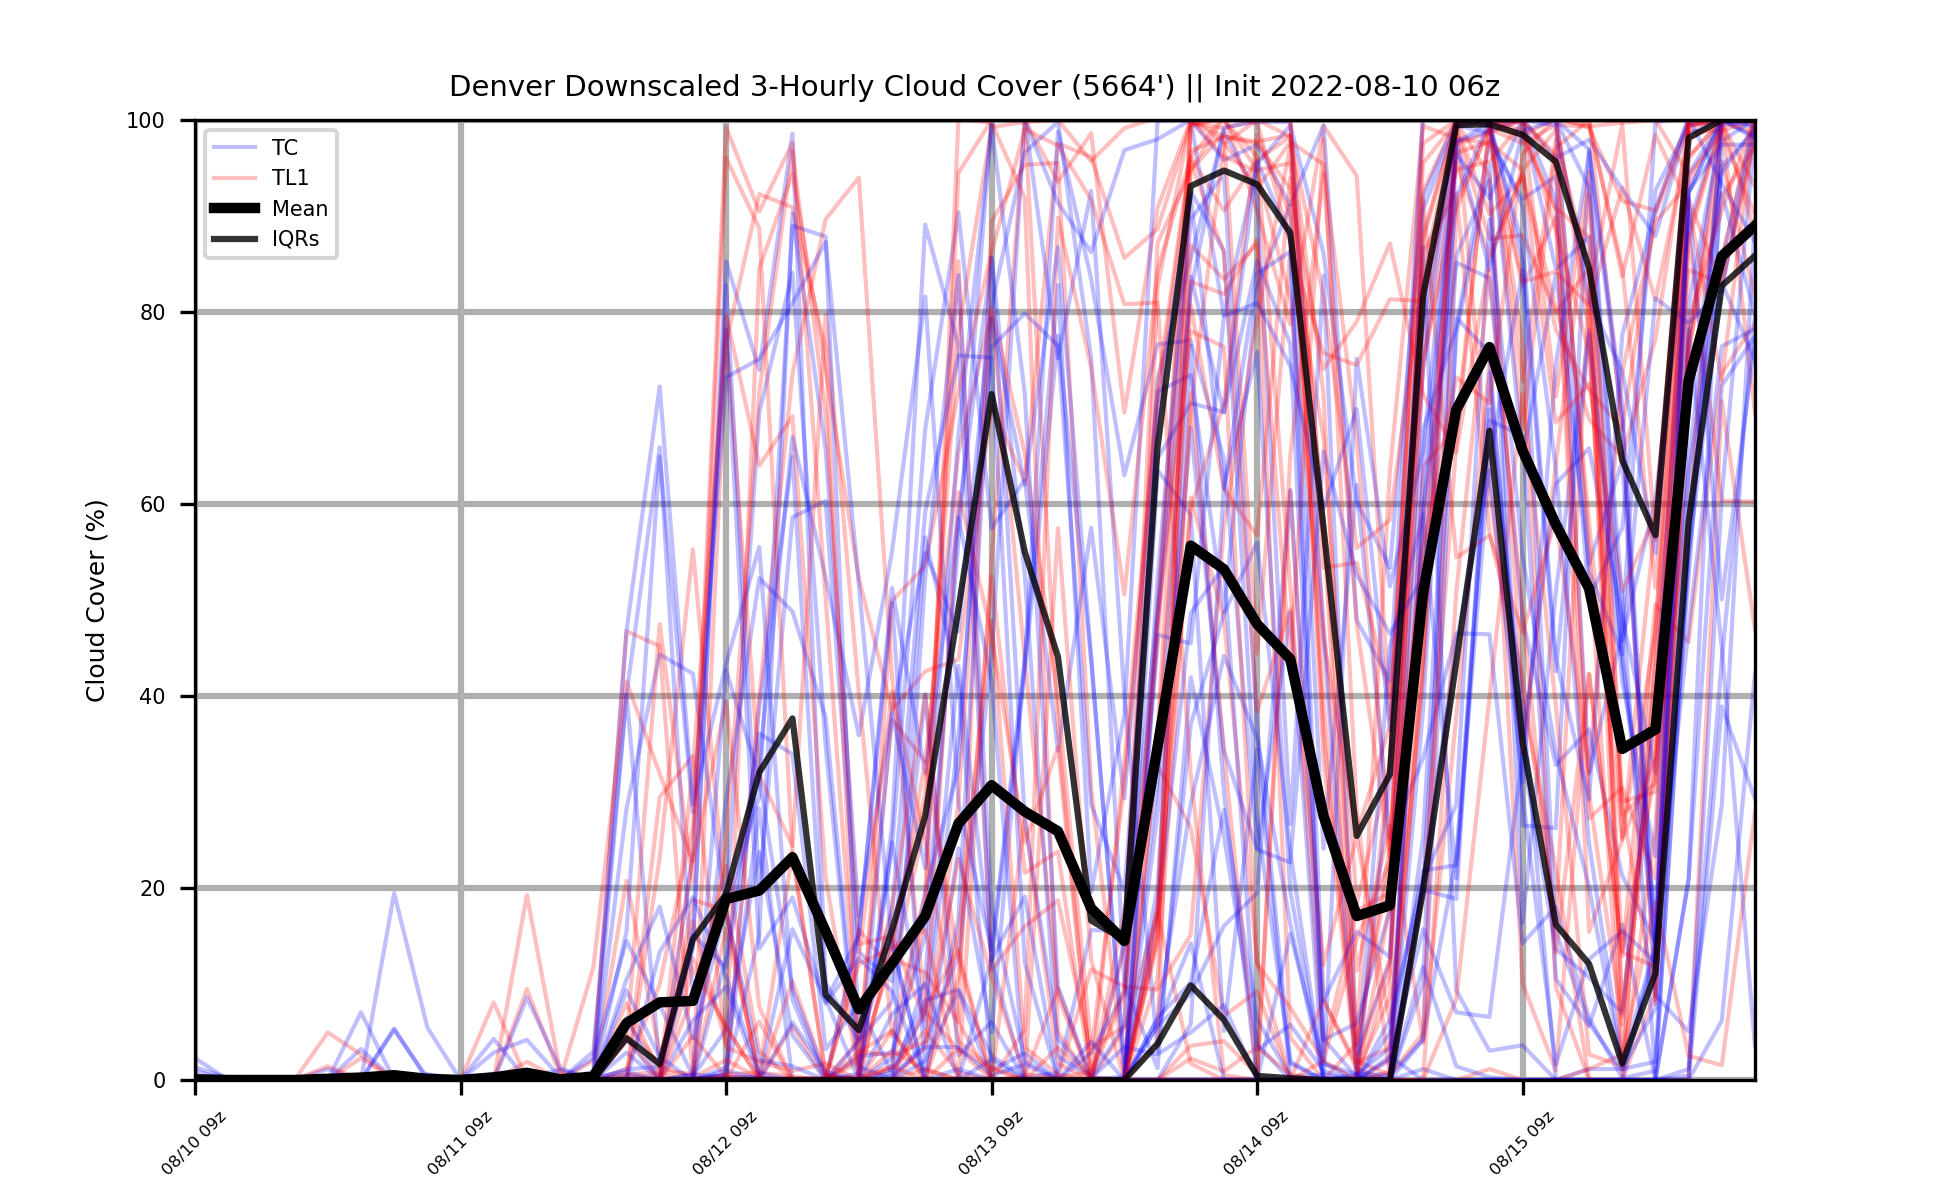 Denver Downscaled 3-Hourly Cloud Cover (5664') || Init 2022-08-10 06z
TC
TL1
Mean
IQRs
100
80
60
40
20
0
Cloud Cover (%)
08/10 09z
08/11 09z
08/12 09z
08/13 09z
08/14 09z
08/15 09z